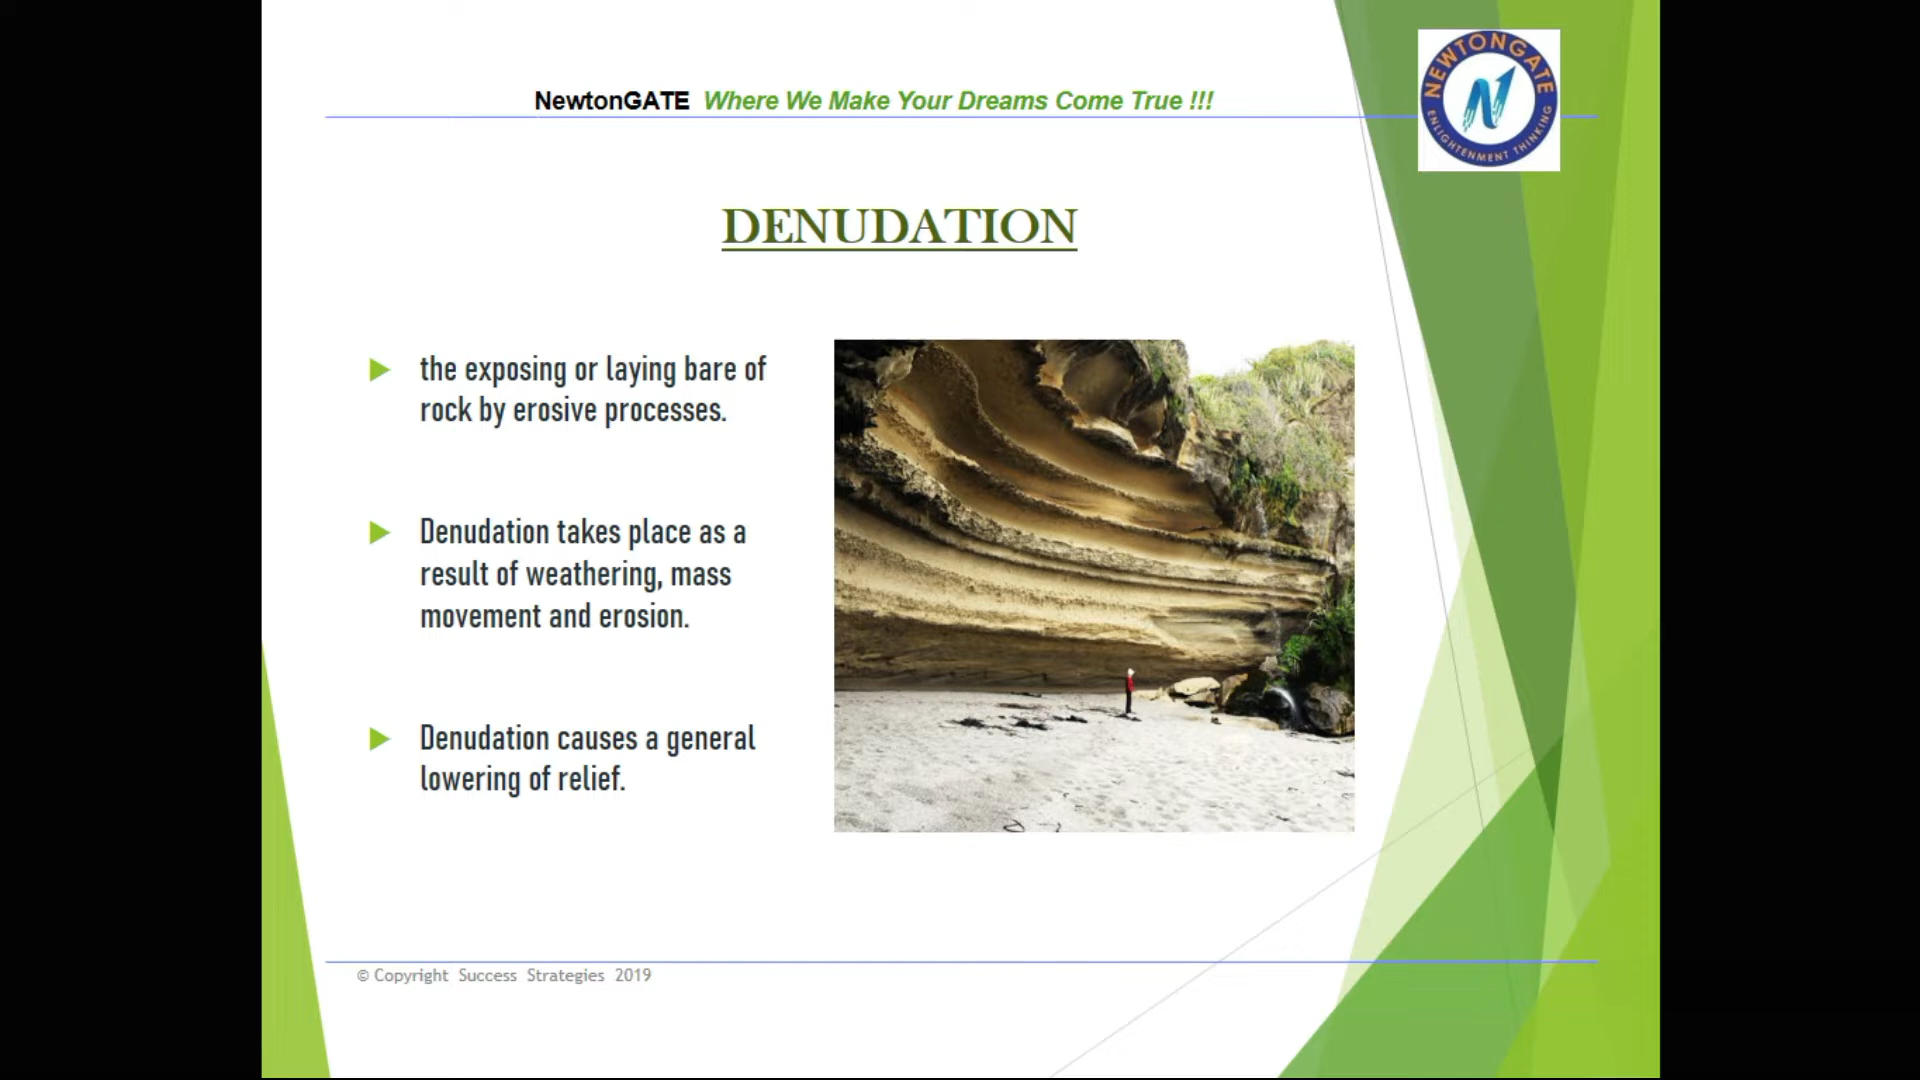 NewtonGATE Where We Make Your Dreams Come True !!!
NEWTONGATE
ENLIGHTENMENT THINKING
DENUDATION
the exposing or laying bare of
rock by erosive processes.
Denudation takes place as a
result of weathering, mass
movement and erosion.
Denudation causes a general
lowering of relief.
© Copyright Success Strategies 2019